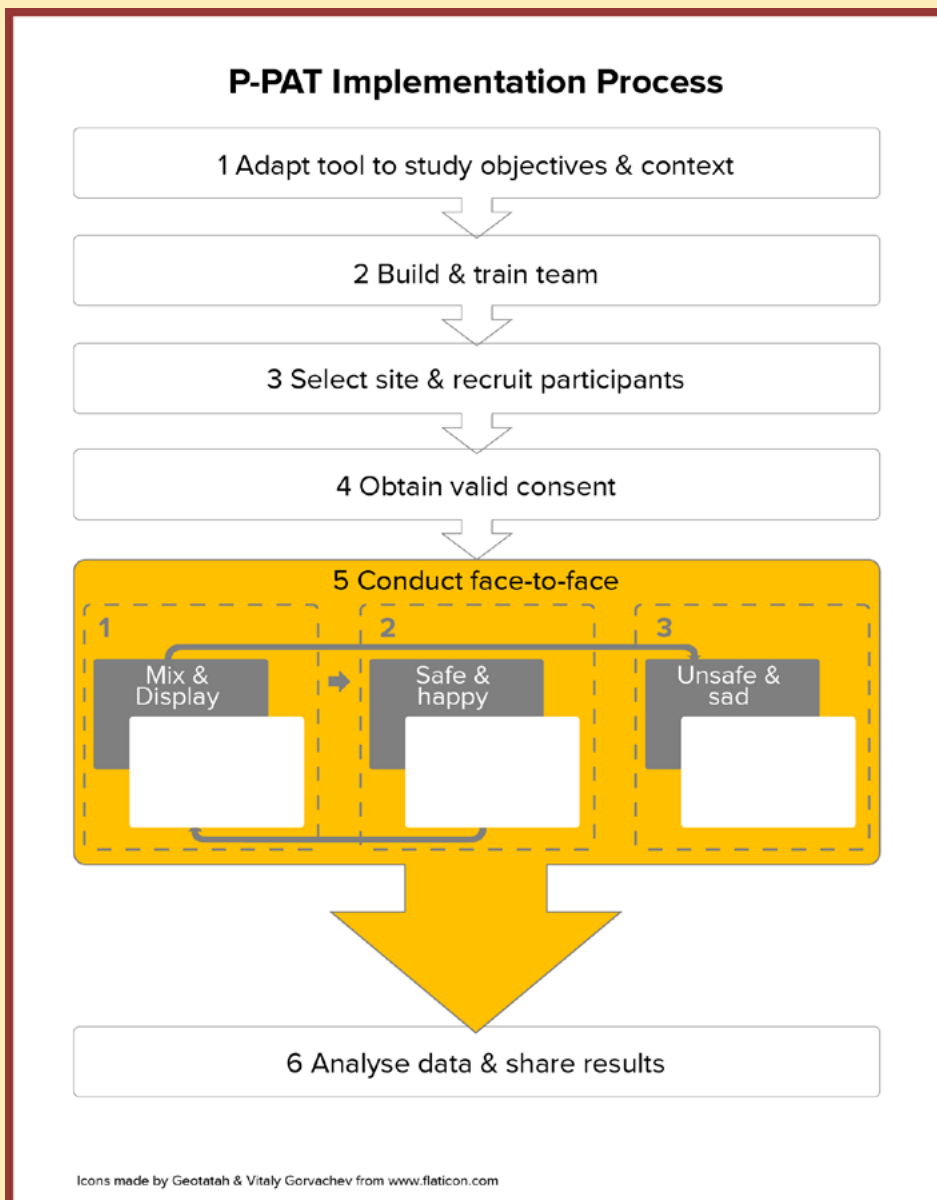 P-PAT Implementation Process
1 Adapt tool to study objectives & context
2 Build & train team
3 Select site & recruit participants
4 Obtain valid consent
5 Conduct face-to-face
1
Mix &
Display
2
Safe &
happy
3
Unsafe &
sad
6 Analyse data & share results
Icons made by Geotatah & Vitaly Gorvachev from www.flaticon.com